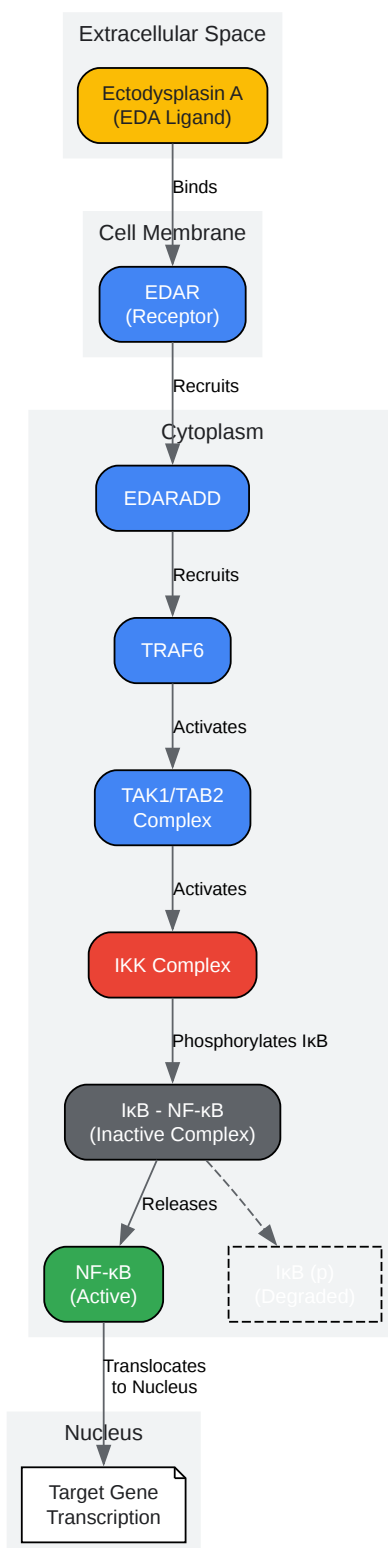 Extracellular Space
Ectodysplasin A
(EDA Ligand)
Binds
Cell Membrane
EDAR
(Receptor)
Recruits
Cytoplasm
EDARADD
Recruits
TRAF6
Activates
TAK1/TAB2
Complex
Activates
IKK Complex
Phosphorylates IκB
IκB - NF-κB
(Inactive Complex)
Releases
NF-κB
(Active)
IκB (p)
(Degraded)
Translocates
to Nucleus
Nucleus
Target Gene
Transcription